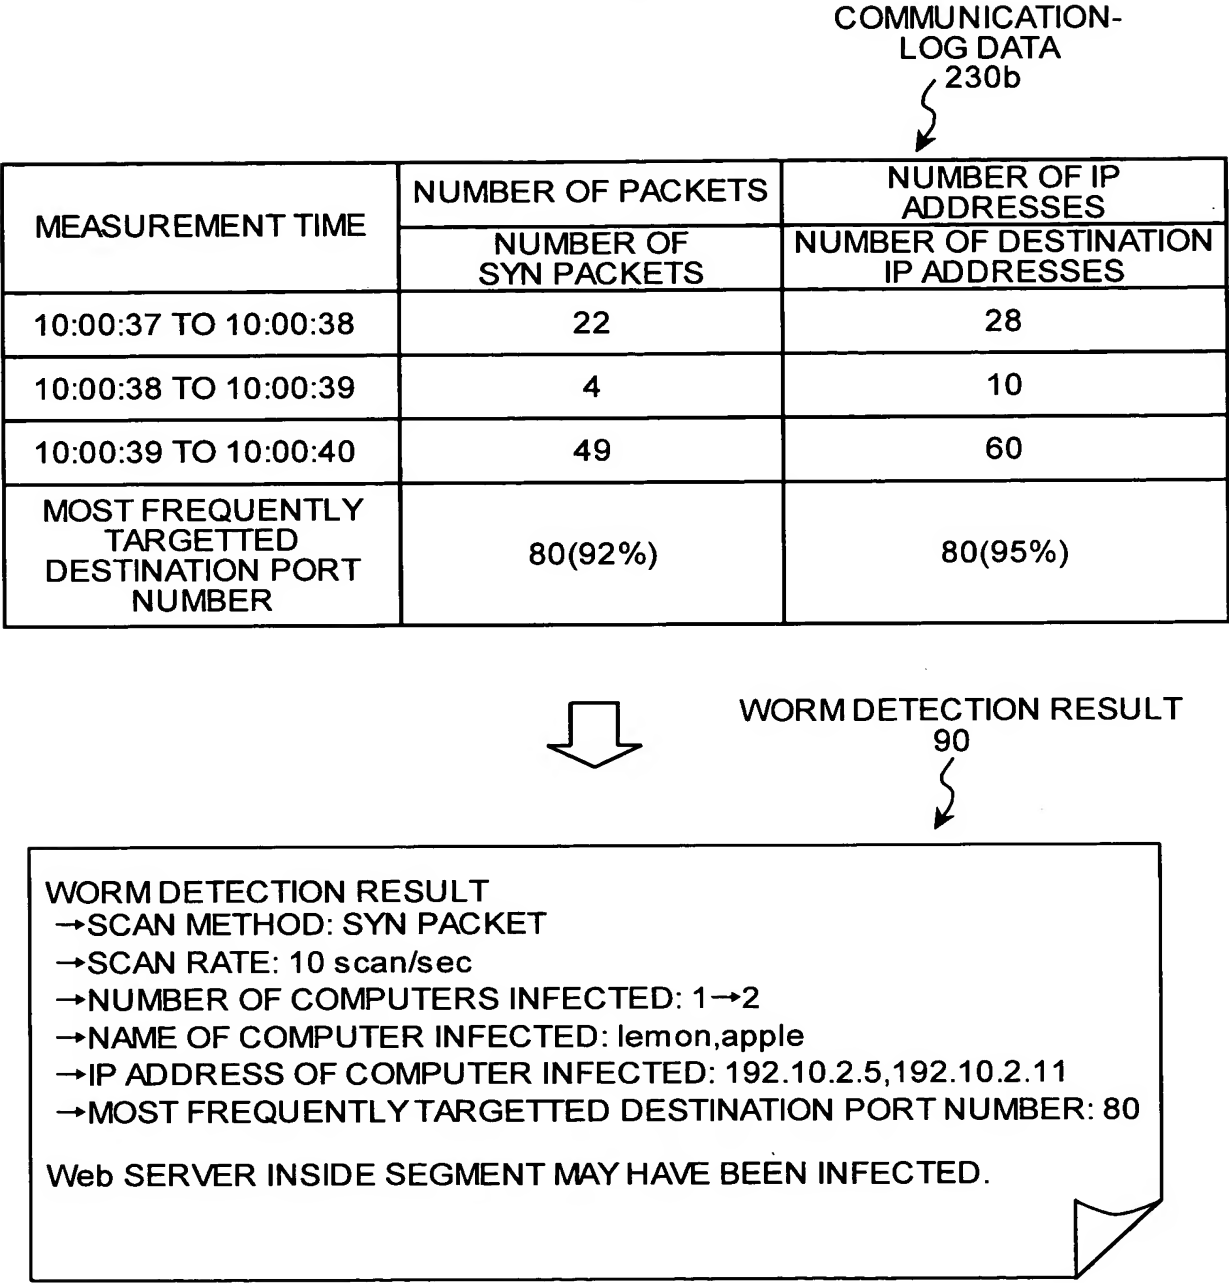 COMMUNICATION-
LOG DATA
230b
MEASUREMENT TIME
NUMBER OF PACKETS
NUMBER OF IP
ADDRESSES
NUMBER OF
SYN PACKETS
NUMBER OF DESTINATION
IP ADDRESSES
10:00:37 TO 10:00:38
22
28
10:00:38 TO 10:00:39
4
10
10:00:39 TO 10:00:40
49
60
MOST FREQUENTLY
TARGETTED
DESTINATION PORT
NUMBER
80(92%)
80(95%)
WORM DETECTION RESULT
90
WORM DETECTION RESULT
→SCAN METHOD: SYN PACKET
→SCAN RATE: 10 scan/sec
→NUMBER OF COMPUTERS INFECTED: 1→2
→NAME OF COMPUTER INFECTED: lemon,apple
→IP ADDRESS OF COMPUTER INFECTED: 192.10.2.5,192.10.2.11
→MOST FREQUENTLY TARGETTED DESTINATION PORT NUMBER: 80
Web SERVER INSIDE SEGMENT MAY HAVE BEEN INFECTED.